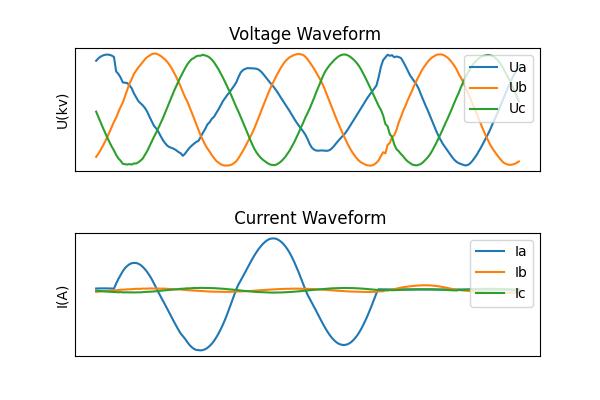 Voltage Waveform
U(kv)
Ua
Ub
Uc
Current Waveform
I(A)
Ia
Ib
Ic